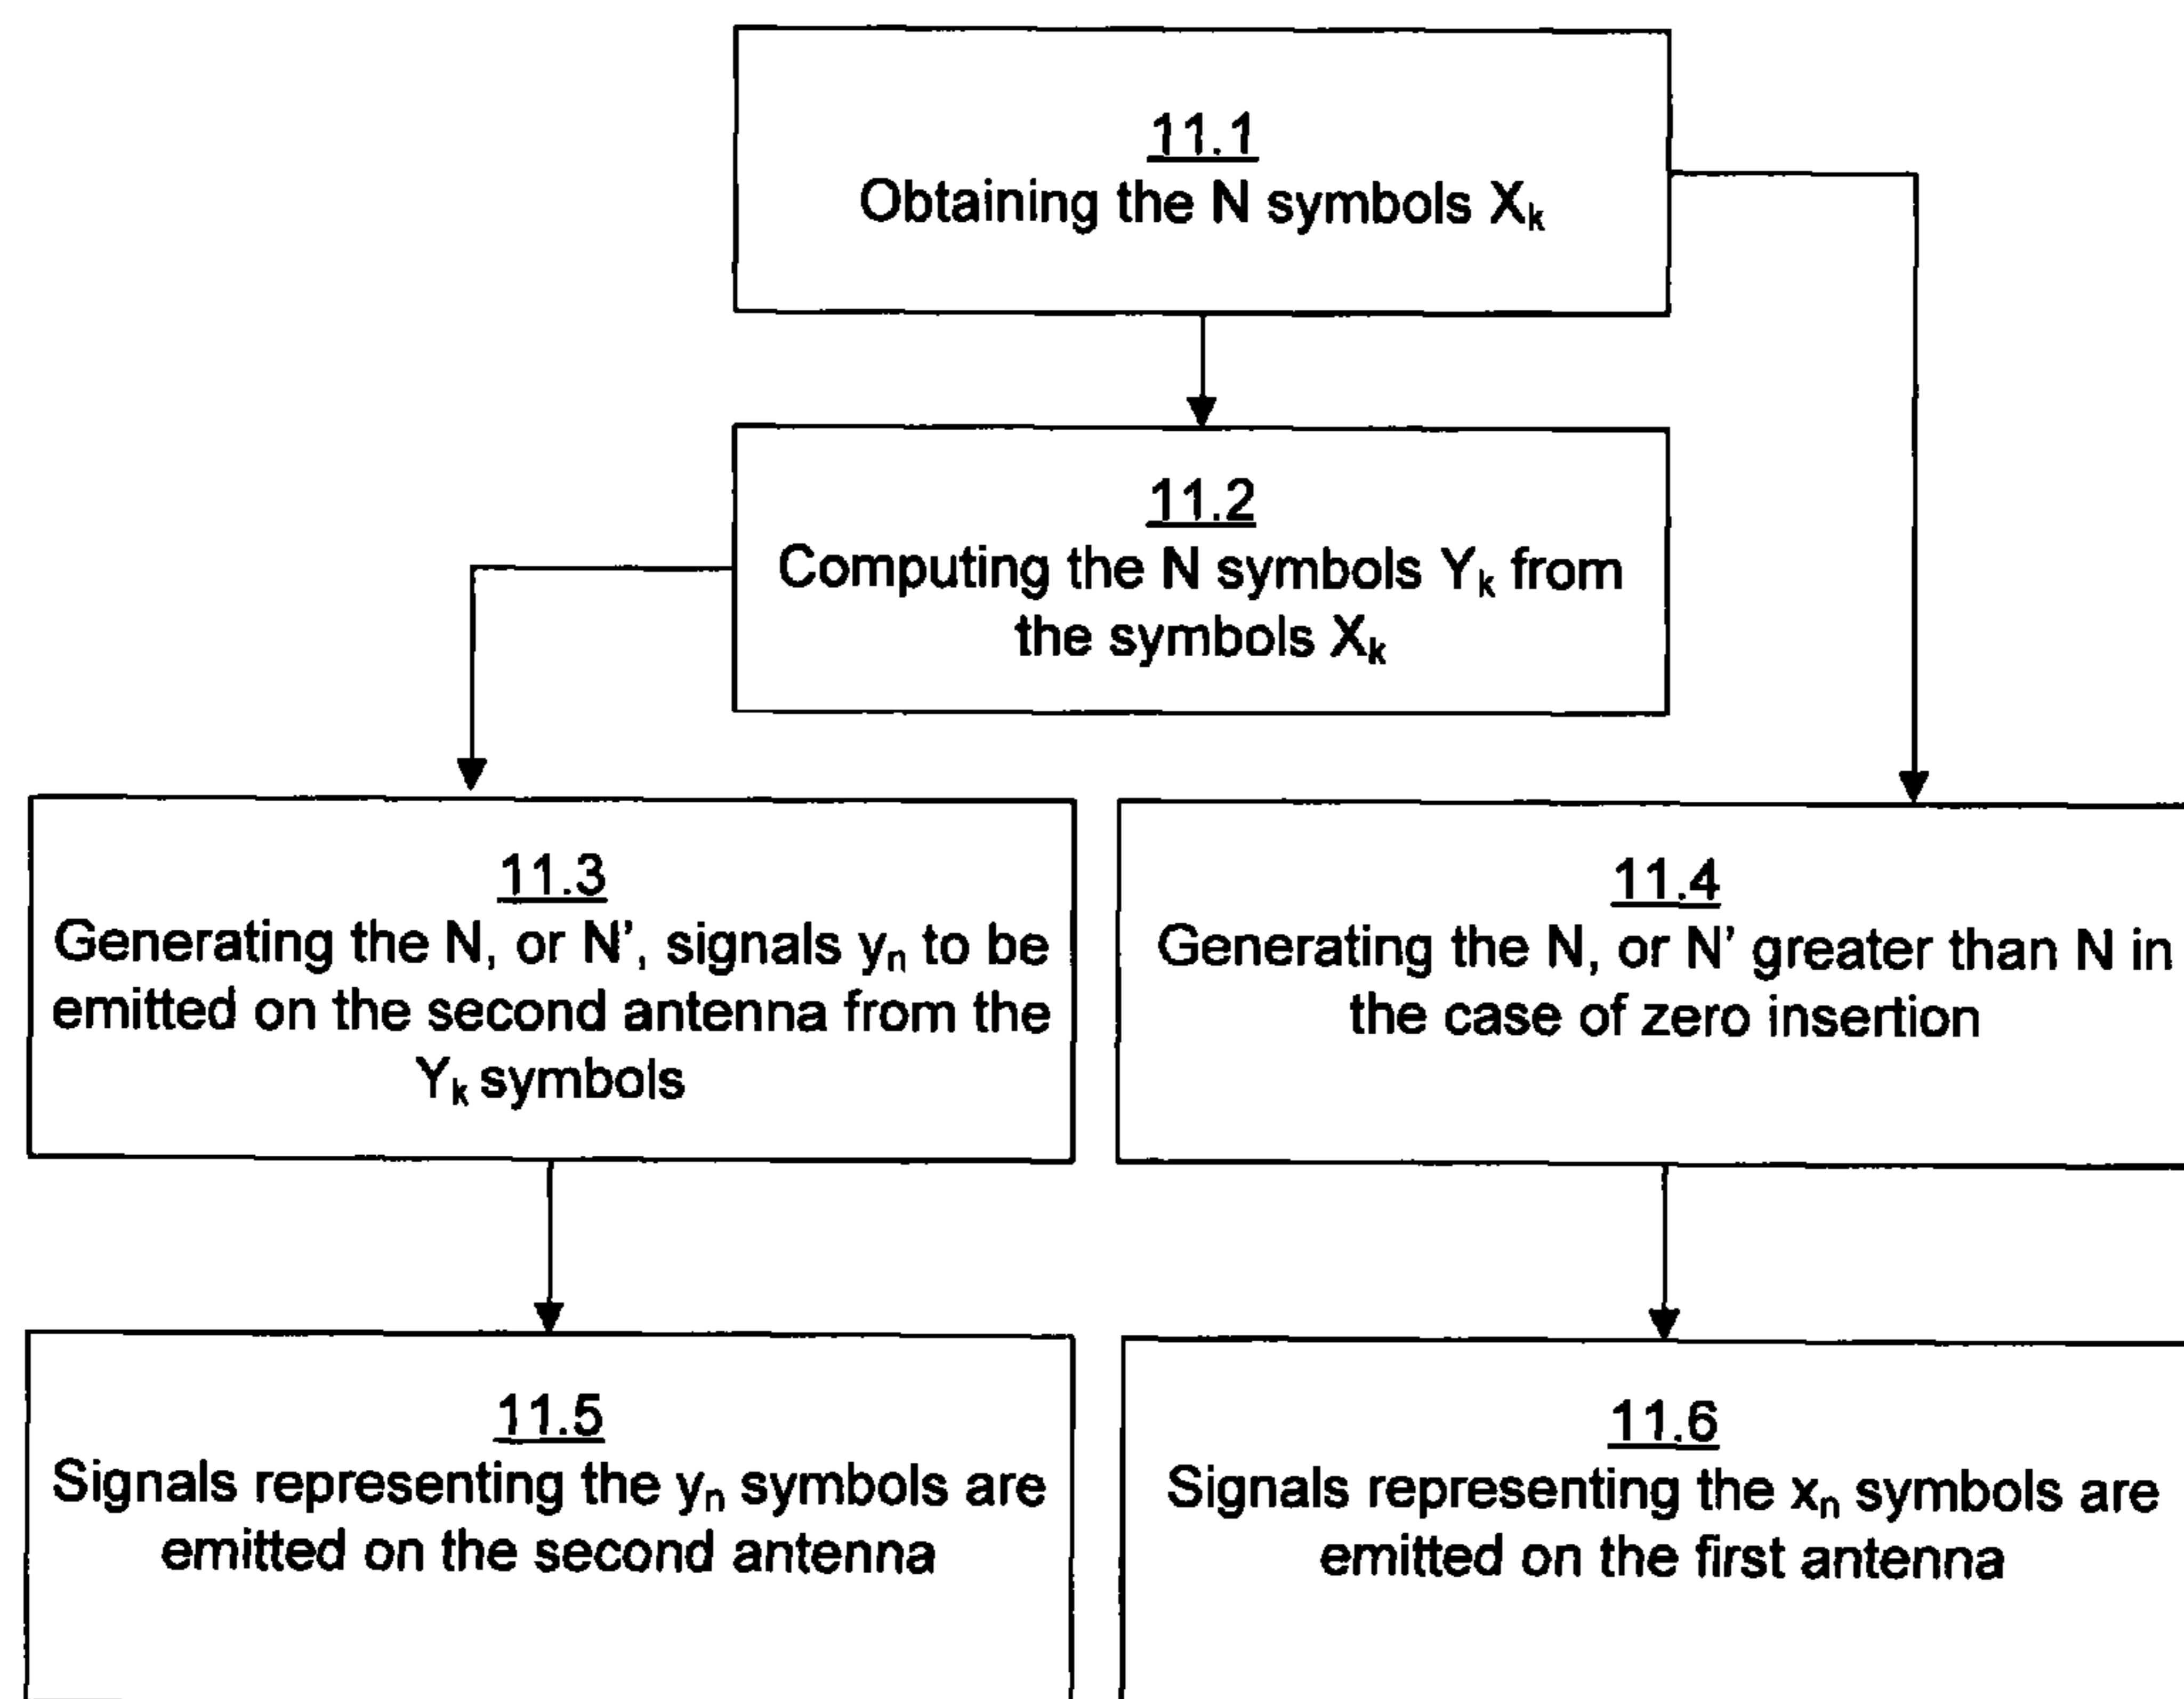 11.1
Obtaining the N symbols Xk
11.2
Computing the N symbols Yk from
the symbols Xk
11.3
Generating the N, or N', signals yn to be
emitted on the second antenna from the
Yk symbols
11.4
Generating the N, or N' greater than N in
the case of zero insertion
11.5
Signals representing the yn symbols are
emitted on the second antenna
11.6
Signals representing the xn symbols are
emitted on the first antenna